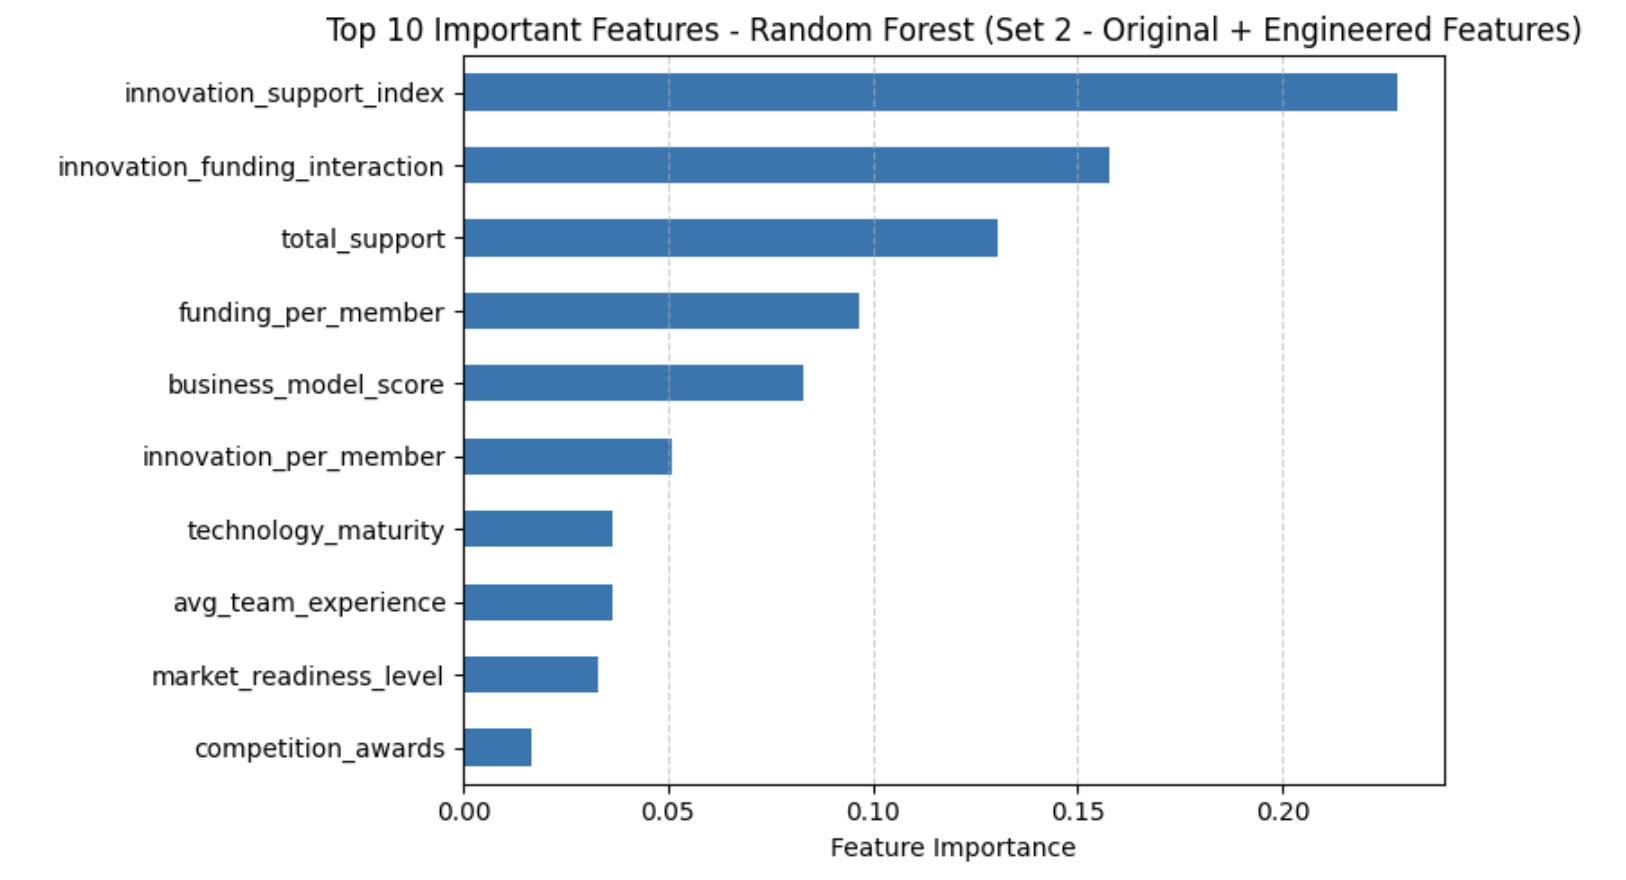 Top 10 Important Features - Random Forest (Set 2 - Original + Engineered Features)
innovation_support_index
innovation_funding_interaction
total_support
funding_per_member
business_model_score
innovation_per_member
technology_maturity
avg_team_experience
market_readiness_level
competition_awards
0.00 0.05 0.10 0.15 0.20
Feature Importance